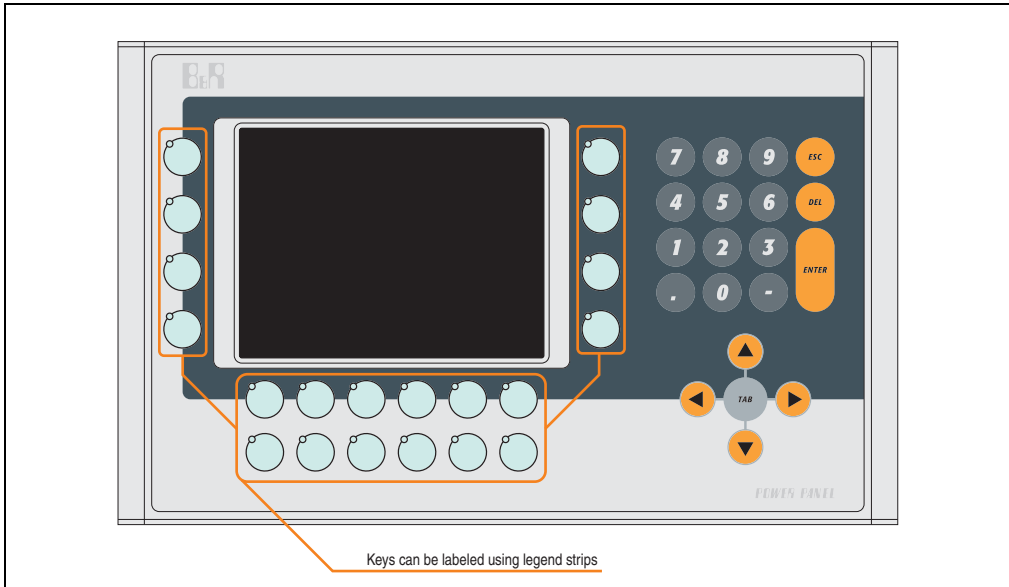 B&R
7 8 9 ESC
4 5 6 DEL
1 2 3 ENTER
. 0 -
TAB
POWER PANEL
Keys can be labeled using legend strips